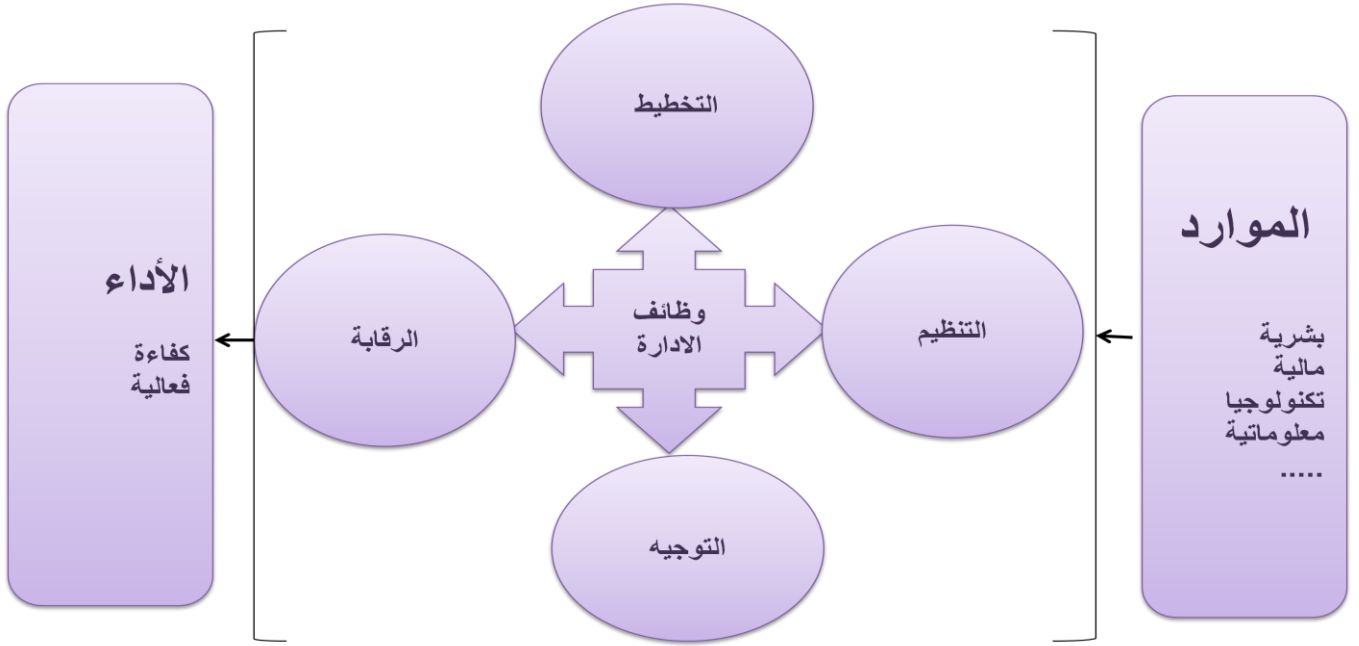 الموارد
بشرية
مالية
تكنولوجيا
معلوماتية
.....
التخطيط
التنظيم
وظائف
الادارة
الرقابة
التوجيه
الأداء
كفاءة
فعالية